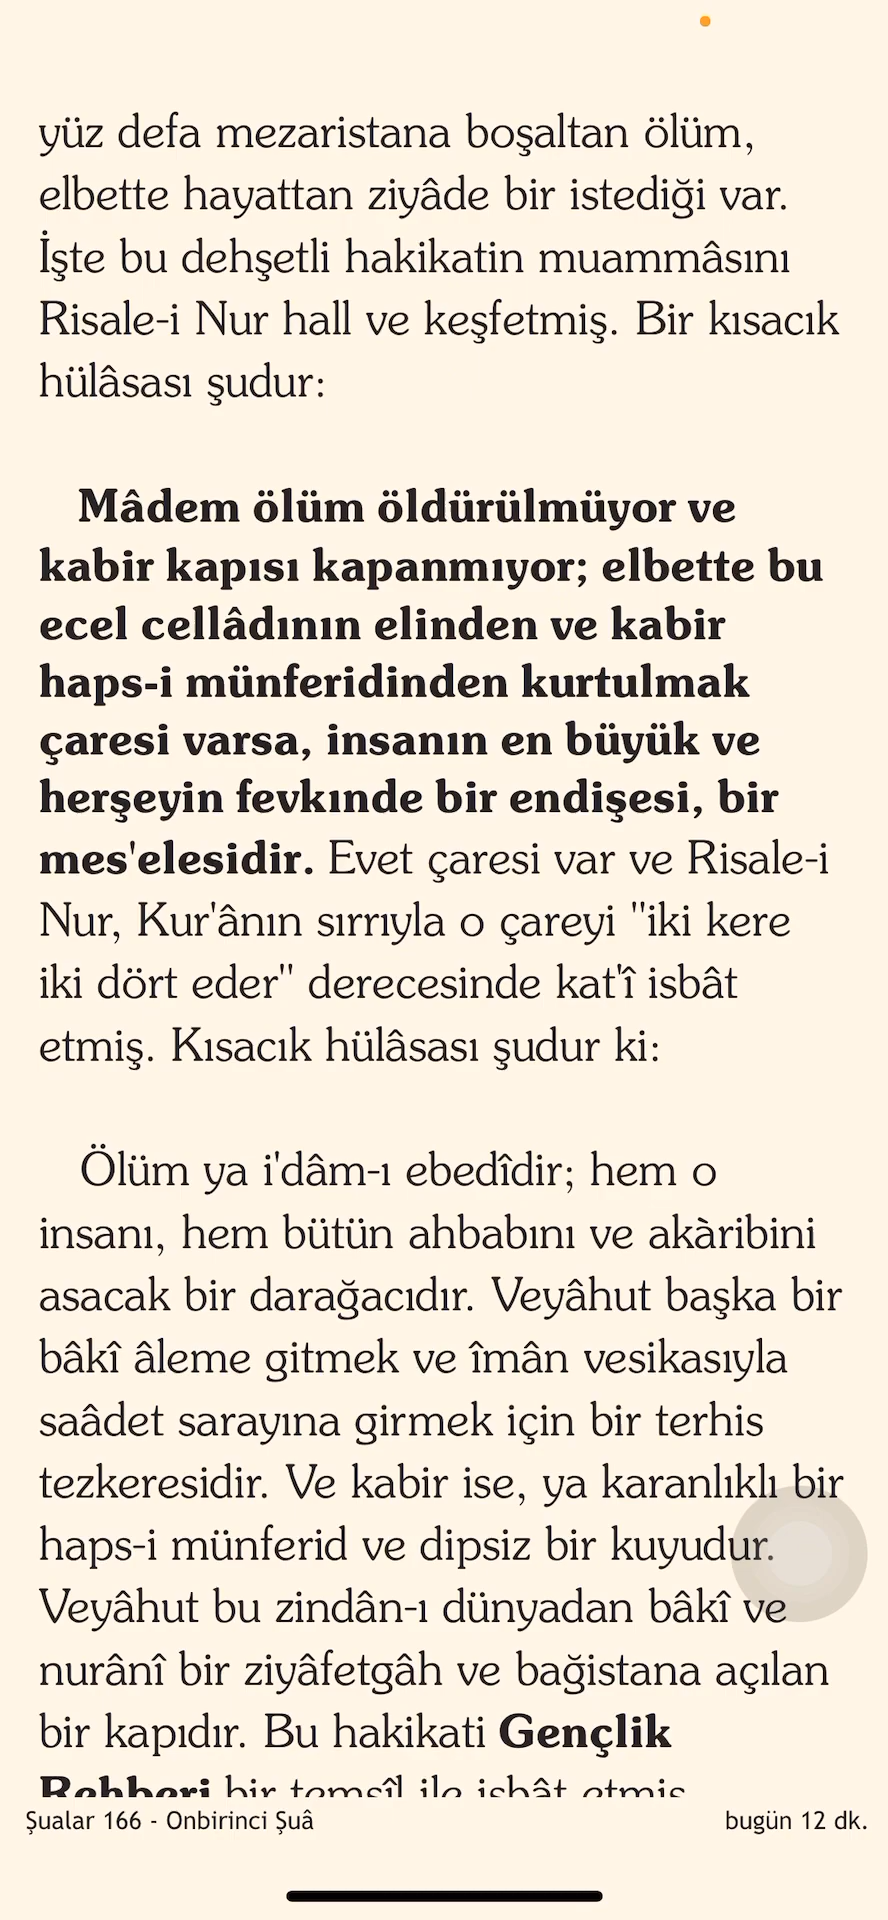 yüz defa mezaristana boşaltan ölüm,
elbette hayattan ziyâde bir istediği var.
İşte bu dehşetli hakikatin muammâsını
Risale-i Nur hall ve keşfetmiş. Bir kısacık
hülâsası şudur:
Mâdem ölüm öldürülmüyor ve
kabir kapısı kapanmıyor; elbette bu
ecel cellâdının elinden ve kabir
haps-i münferidinden kurtulmak
çaresi varsa, insanın en büyük ve
herşeyin fevkınde bir endişesi, bir
mes'elesidir. Evet çaresi var ve Risale-i
Nur, Kur'ânın sırrıyla o çareyi "iki kere
iki dört eder" derecesinde kat'î isbât
etmiş. Kısacık hülâsası şudur ki:
Ölüm ya i'dâm-ı ebedîdir; hem o
insanı, hem bütün ahbabını ve akàribini
asacak bir darağacıdır. Veyâhut başka bir
bâkî âleme gitmek ve îmân vesikasıyla
saâdet sarayına girmek için bir terhis
tezkeresidir. Ve kabir ise, ya karanlıklı bir
haps-i münferid ve dipsiz bir kuyudur.
Veyâhut bu zindân-ı dünyadan bâkî ve
nurânî bir ziyâfetgâh ve bağistana açılan
bir kapıdır. Bu hakikati Gençlik
Rehberi bir temsîl ile isbât etmiş
Şualar 166 - Onbirinci Şuâ
bugün 12 dk.